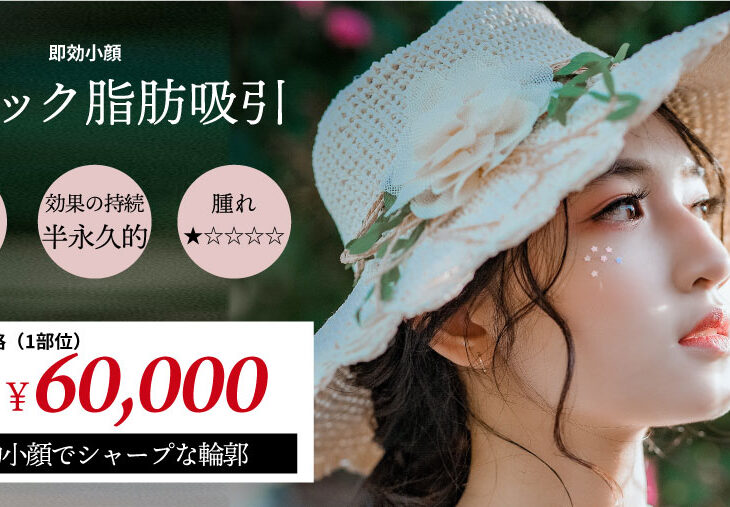 即効小顔
ック脂肪吸引
効果の持続
半永久的
腫れ
★☆☆☆☆
格（1部位）
￥60,000
小顔でシャープな輪郭